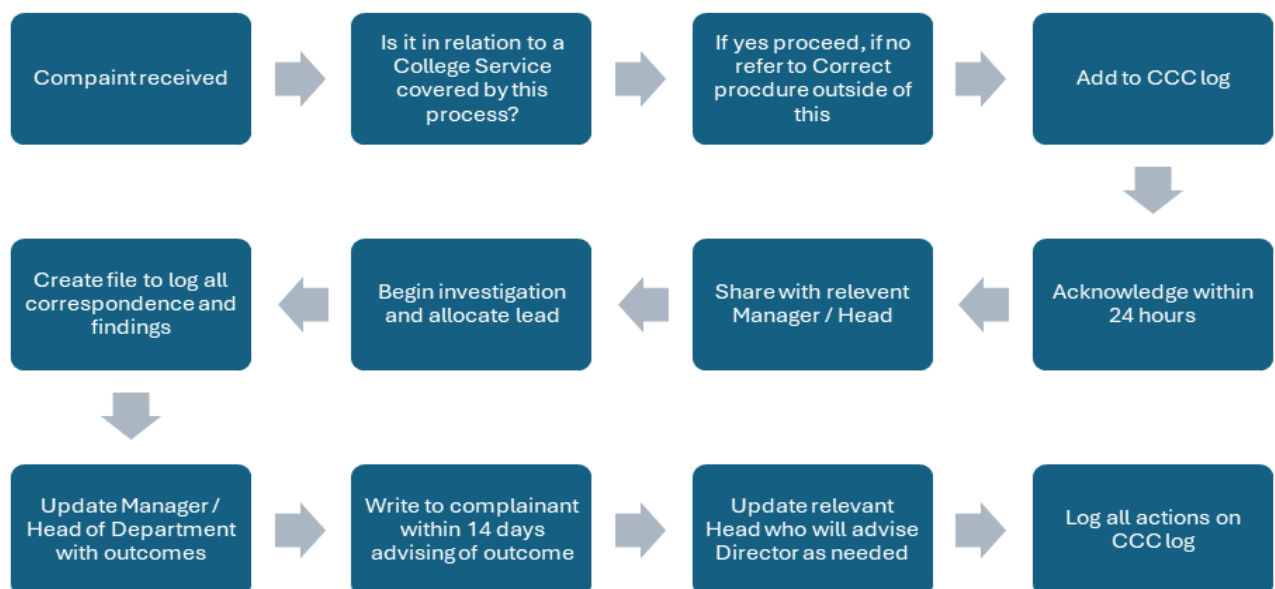 Compaint received
Is it in relation to a
College Service
covered by this
process?
If yes proceed, if no
refer to Correct
procdure outside of
this
Add to CCC log
Acknowledge within
24 hours
Share with relevent
Manager / Head
Begin investigation
and allocate lead
Create file to log all
correspondence and
findings
Update Manager /
Head of Department
with outcomes
Write to complainant
within 14 days
advising of outcome
Update relevant
Head who will advise
Director as needed
Log all actions on
CCC log